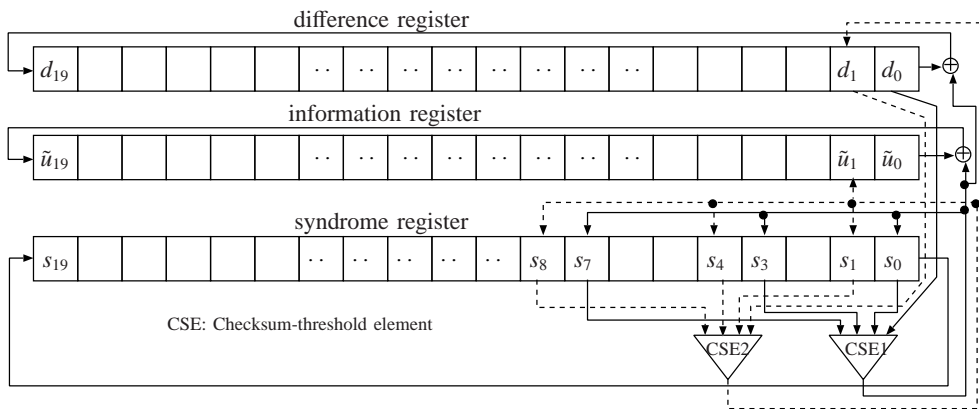 difference register
d₁₉ ·· ·· ·· ·· ·· ·· ·· ·· d₁ d₀ ⊕
information register
ũ₁₉ ·· ·· ·· ·· ·· ·· ·· ·· ũ₁ ũ₀ ⊕
syndrome register
s₁₉ ·· ·· ·· ·· ·· s₈ s₇ s₄ s₃ s₁ s₀
CSE: Checksum-threshold element
CSE2 CSE1